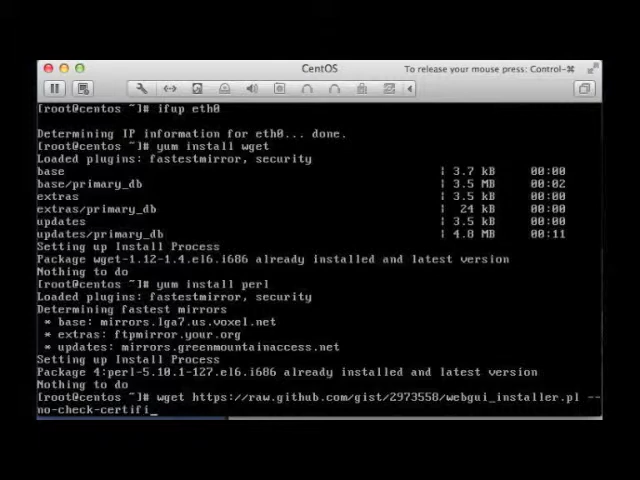 CentOS
To release your mouse press: Control-⌘
[root@centos ~]# ifup eth0
Determining IP information for eth0... done.
[root@centos ~]# yum install wget
Loaded plugins: fastestmirror, security
base | 3.7 kB 00:00
base/primary_db | 3.5 MB 00:02
extras | 3.5 kB 00:00
extras/primary_db | 24 kB 00:00
updates | 3.5 kB 00:00
updates/primary_db | 4.8 MB 00:11
Setting up Install Process
Package wget-1.12-1.4.el6.i686 already installed and latest version
Nothing to do
[root@centos ~]# yum install perl
Loaded plugins: fastestmirror, security
Determining fastest mirrors
* base: mirrors.lga7.us.voxel.net
* extras: ftpmirror.your.org
* updates: mirrors.greenmountainaccess.net
Setting up Install Process
Package 4:perl-5.10.1-127.el6.i686 already installed and latest version
Nothing to do
[root@centos ~]# wget https://raw.github.com/gist/2973558/webgui_installer.pl --
no-check-certifi_